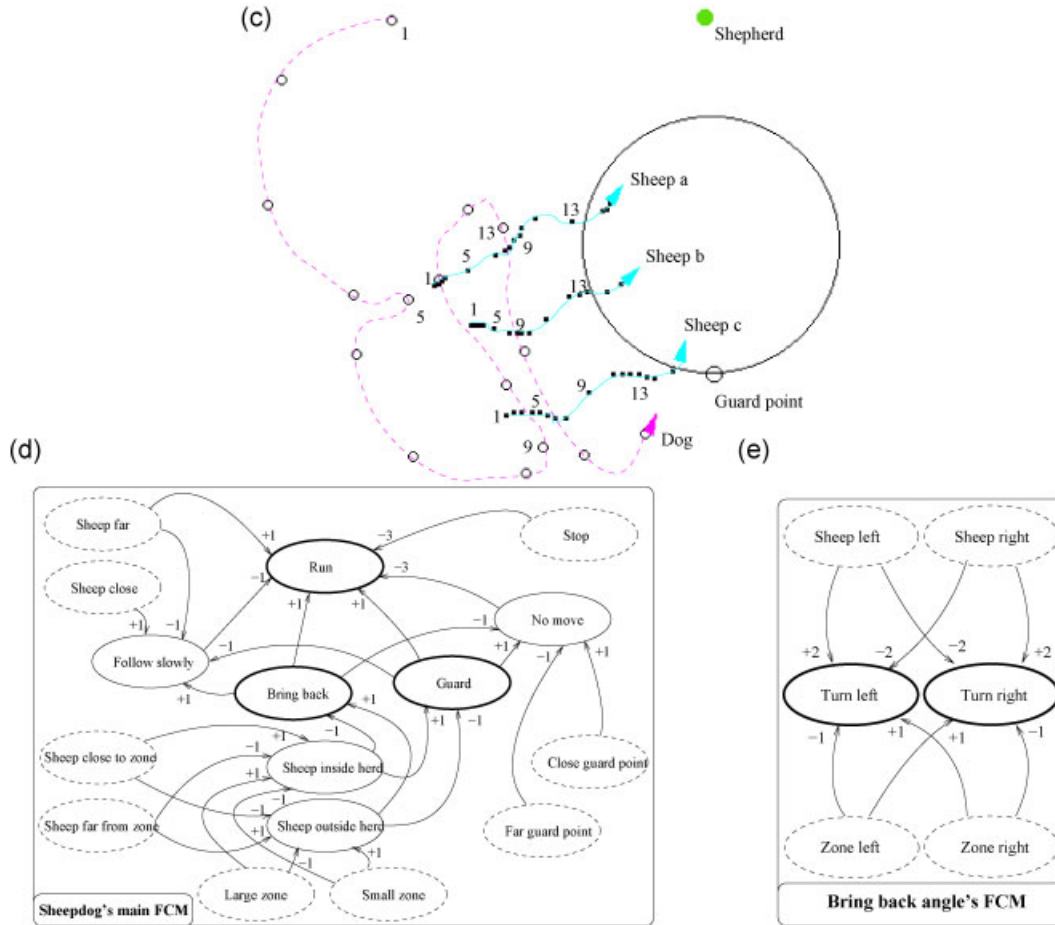 (c)
1
Shepherd
Sheep a
13
13
9
5
1
Sheep b
5
13
1
5
9
Sheep c
9
13
5
1
Guard point
9
Dog
(d)
(e)
Sheep far
Stop
+1
−3
Run
Sheep close
−1
−3
+1
+1
+1
−1
−1
−1
+1
No move
−1
+1
Follow slowly
Guard
Bring back
+1
+1
+1
−1
−1
+1
Sheep close to zone
−1
Sheep inside herd
Close guard point
+1
−1
−1
Sheep far from zone
+1
Sheep outside herd
Far guard point
−1
+1
Large zone
Small zone
Sheepdog's main FCM
Sheep left
Sheep right
+2
−2
−2
+2
Turn left
Turn right
−1
+1
+1
−1
Zone left
Zone right
Bring back angle's FCM